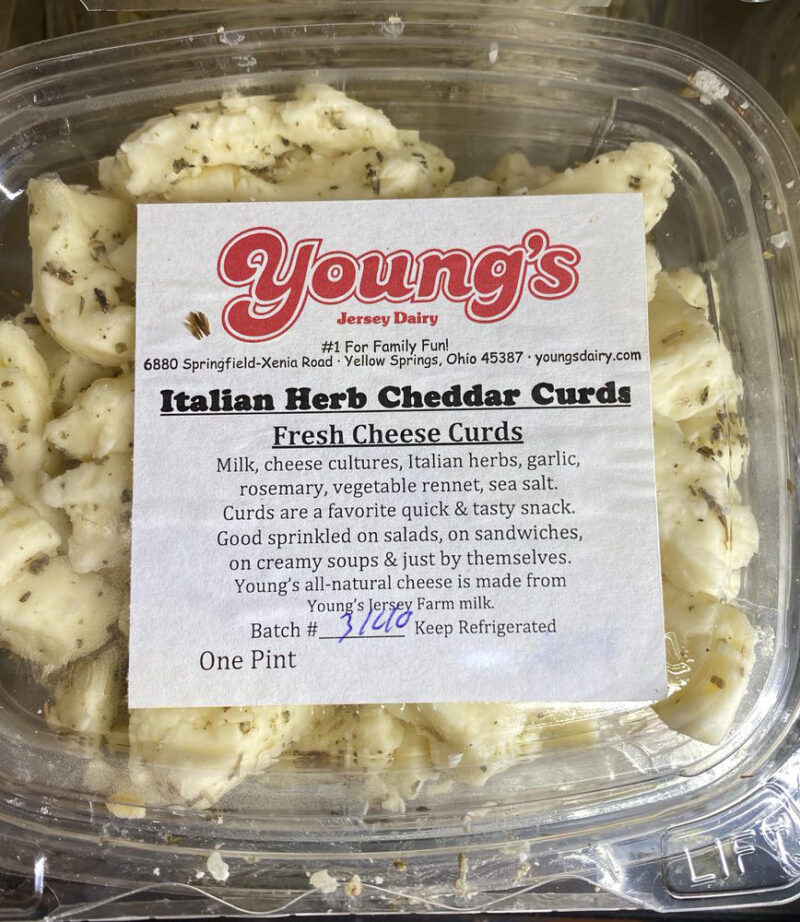 Young's
Jersey Dairy
#1 For Family Fun!
6880 Springfield-Xenia Road · Yellow Springs, Ohio 45387 · youngsdairy.com
Italian Herb Cheddar Curds
Fresh Cheese Curds
Milk, cheese cultures, Italian herbs, garlic,
rosemary, vegetable rennet, sea salt.
Curds are a favorite quick & tasty snack.
Good sprinkled on salads, on sandwiches,
on creamy soups & just by themselves.
Young's all-natural cheese is made from
Young's Jersey Farm milk.
Batch # Keep Refrigerated
One Pint
LIFT